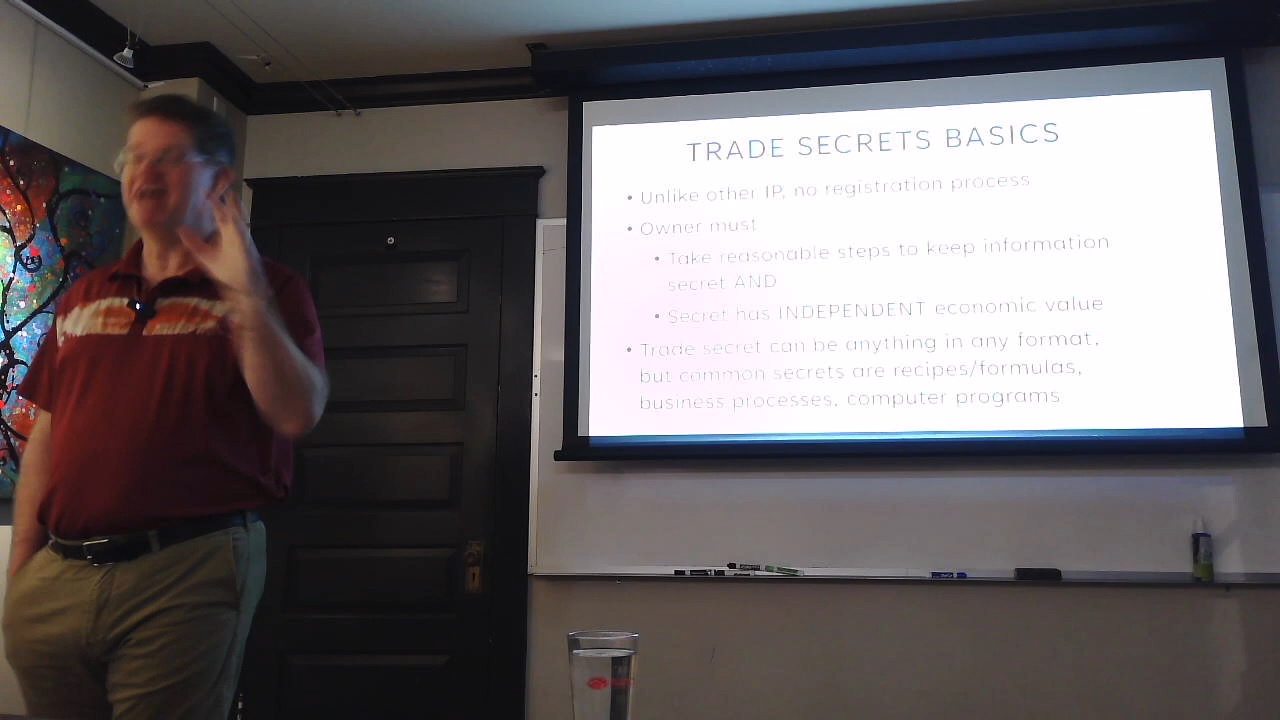 TRADE SECRETS BASICS
• Unlike other IP, no registration process
• Owner must
• Take reasonable steps to keep information
secret AND
• Secret has INDEPENDENT economic value
• Trade secret can be anything in any format,
but common secrets are recipes/formulas,
business processes, computer programs